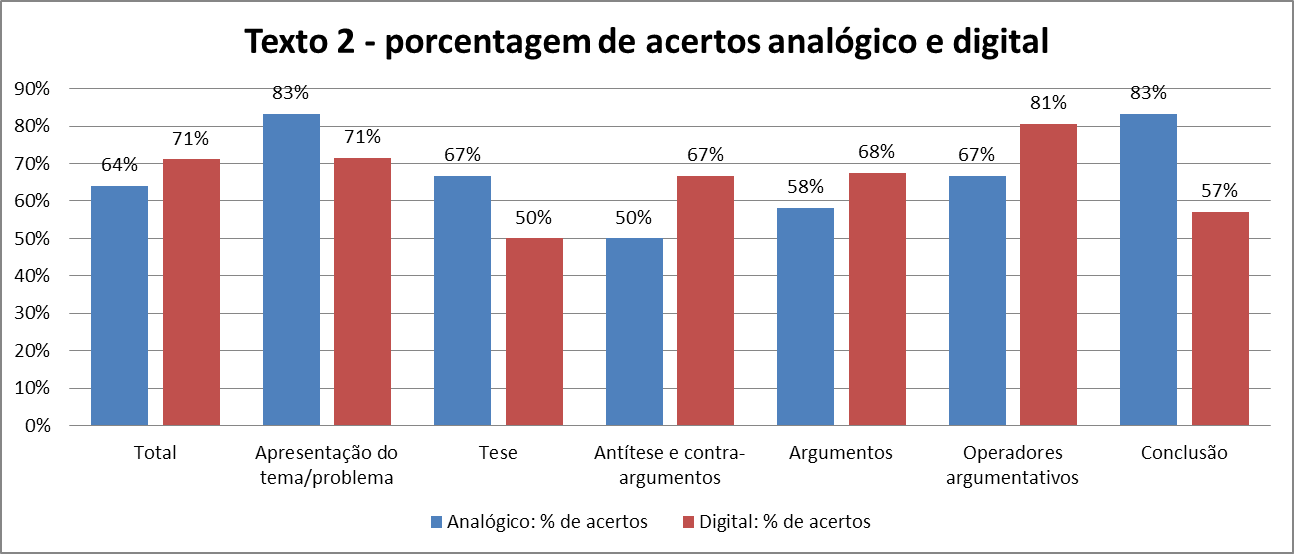 Texto 2 - porcentagem de acertos analógico e digital
90%
80%
70%
60%
50%
40%
30%
20%
10%
0%
64%
71%
83%
71%
67%
50%
50%
67%
58%
68%
67%
81%
83%
57%
Total
Apresentação do
tema/problema
Tese
Antítese e contra-
argumentos
Argumentos
Operadores
argumentativos
Conclusão
Analógico: % de acertos
Digital: % de acertos